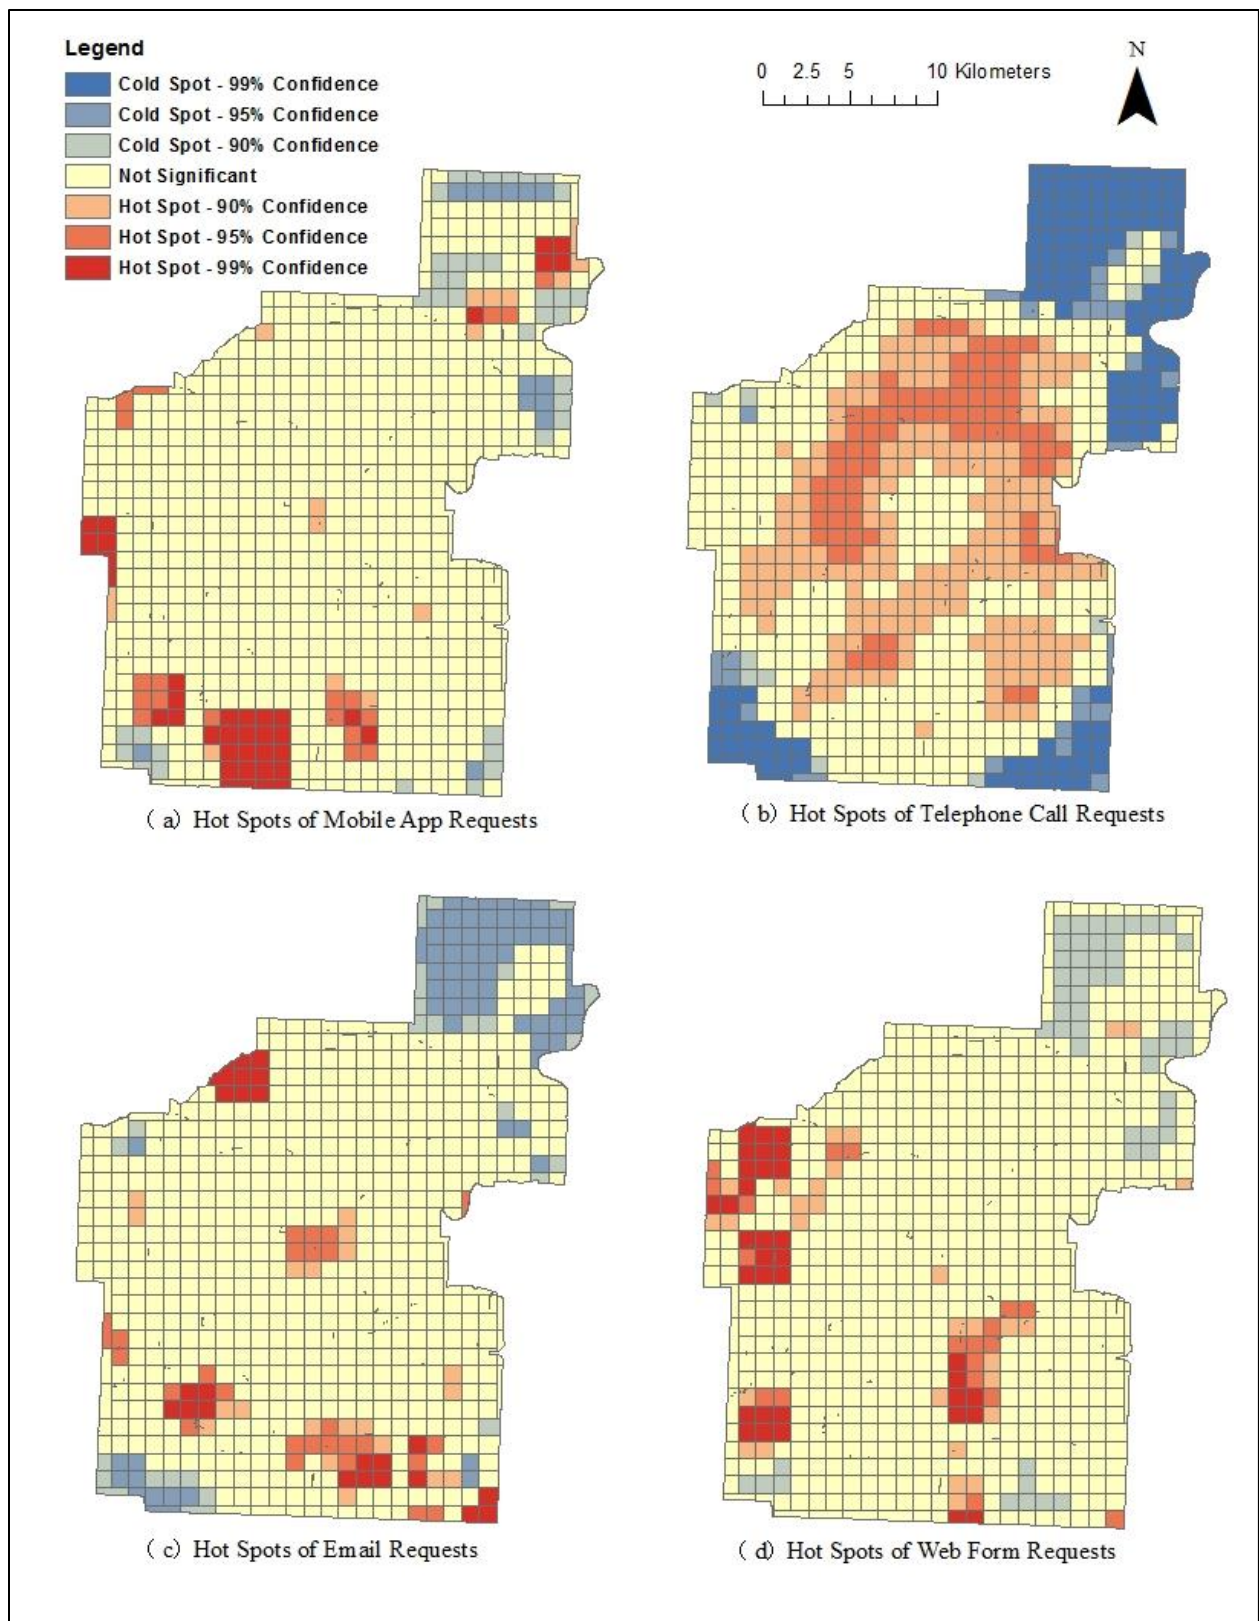 Legend
Cold Spot - 99% Confidence
Cold Spot - 95% Confidence
Cold Spot - 90% Confidence
Not Significant
Hot Spot - 90% Confidence
Hot Spot - 95% Confidence
Hot Spot - 99% Confidence
0 2.5 5 10 Kilometers
N
( a) Hot Spots of Mobile App Requests
( b) Hot Spots of Telephone Call Requests
( c) Hot Spots of Email Requests
( d) Hot Spots of Web Form Requests